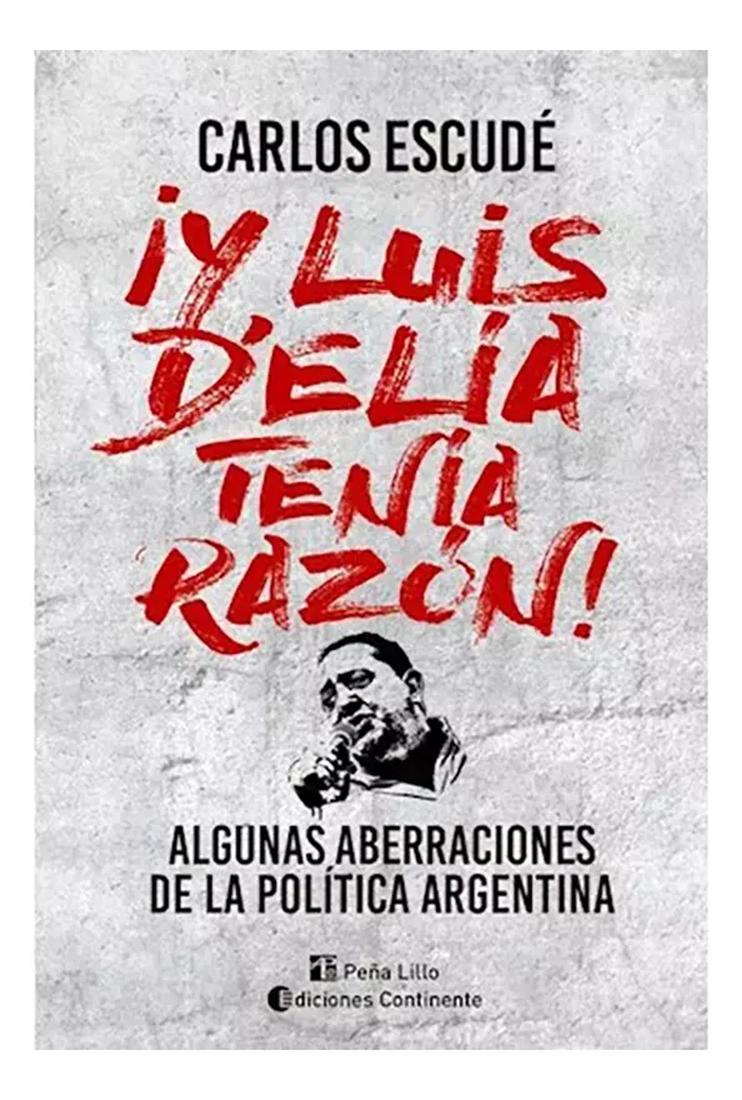 CARLOS ESCUDÉ
¡Y LUIS
D'ELÍA
TENÍA
RAZÓN!
ALGUNAS ABERRACIONES
DE LA POLÍTICA ARGENTINA
Peña Lillo
Ediciones Continente